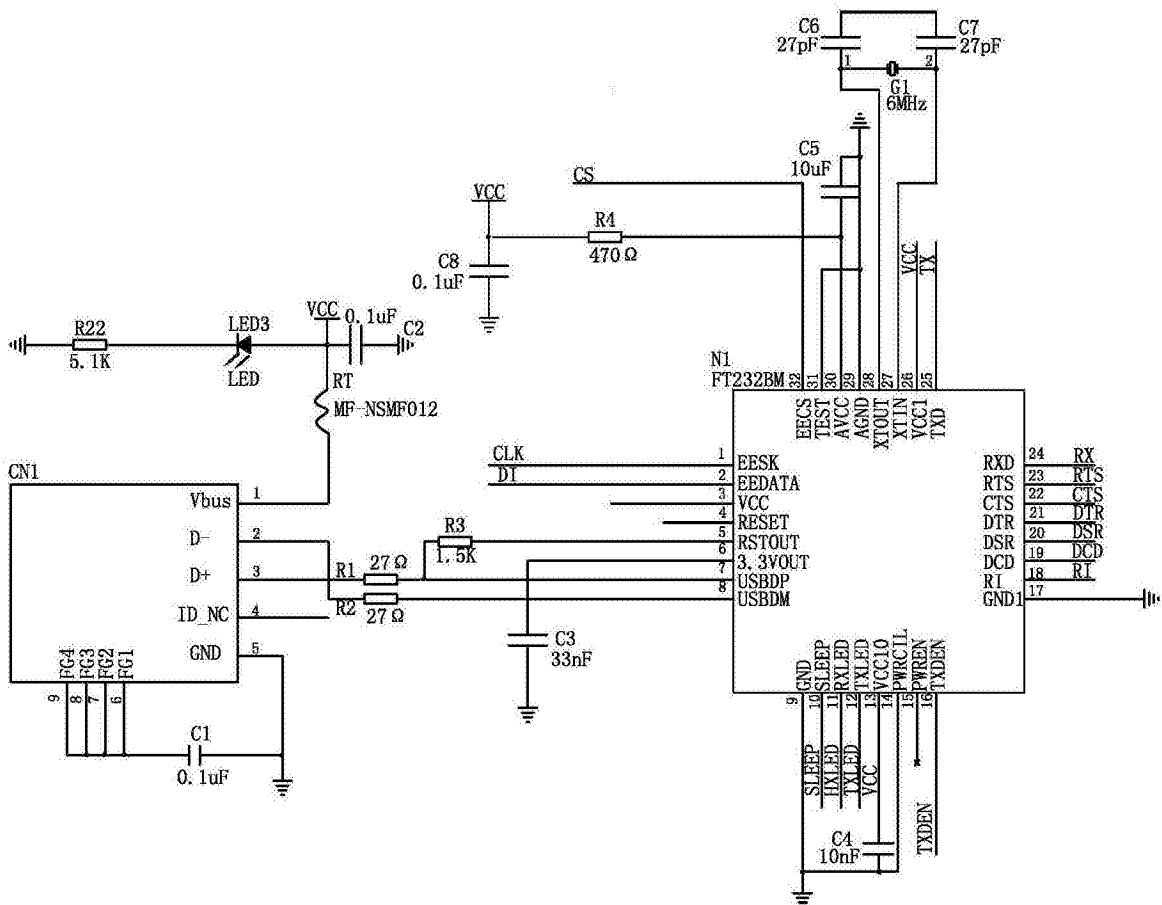 C6
27pF
C7
27pF
1
2
G1
6MHz
C5
10uF
CS
VCC
R4
470Ω
C8
0.1uF
VCC
TX
R22
5.1K
LED3
LED
VCC
0.1uF
C2
RT
MF-NSMF012
N1
FT232BM
32
31
30
29
28
27
26
25
EECS
TEST
AVCC
AGND
XTOUT
XTIN
VCC1
TXD
CN1
Vbus
1
D-
2
D+
3
ID_NC
4
GND
5
FG4
FG3
FG2
FG1
9
8
7
6
C1
0.1uF
R1
27Ω
R2
27Ω
R3
1.5K
C3
33nF
CLK
1
EESK
DI
2
EEDATA
3
VCC
4
RESET
5
RSTOUT
6
3.3VOUT
7
USBDP
8
USBDM
RXD
24
RX
RTS
23
RTS
CTS
22
CTS
DTR
21
DTR
DSR
20
DSR
DCD
19
DCD
RI
18
RI
GND1
17
GND
SLEEP
RXLED
TXLED
VCCIO
PWRCTL
PWREN
TXDEN
9
10
11
12
13
14
15
16
SLEEP
HXLED
TXLED
VCC
TXDEN
C4
10nF